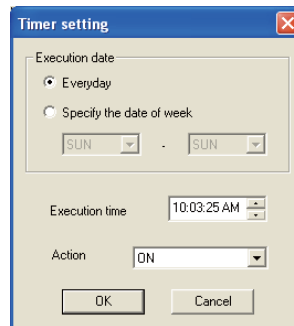 Timer setting
Execution date
Everyday
Specify the date of week
SUN - SUN
Execution time 10:03:25 AM
Action ON
OK Cancel